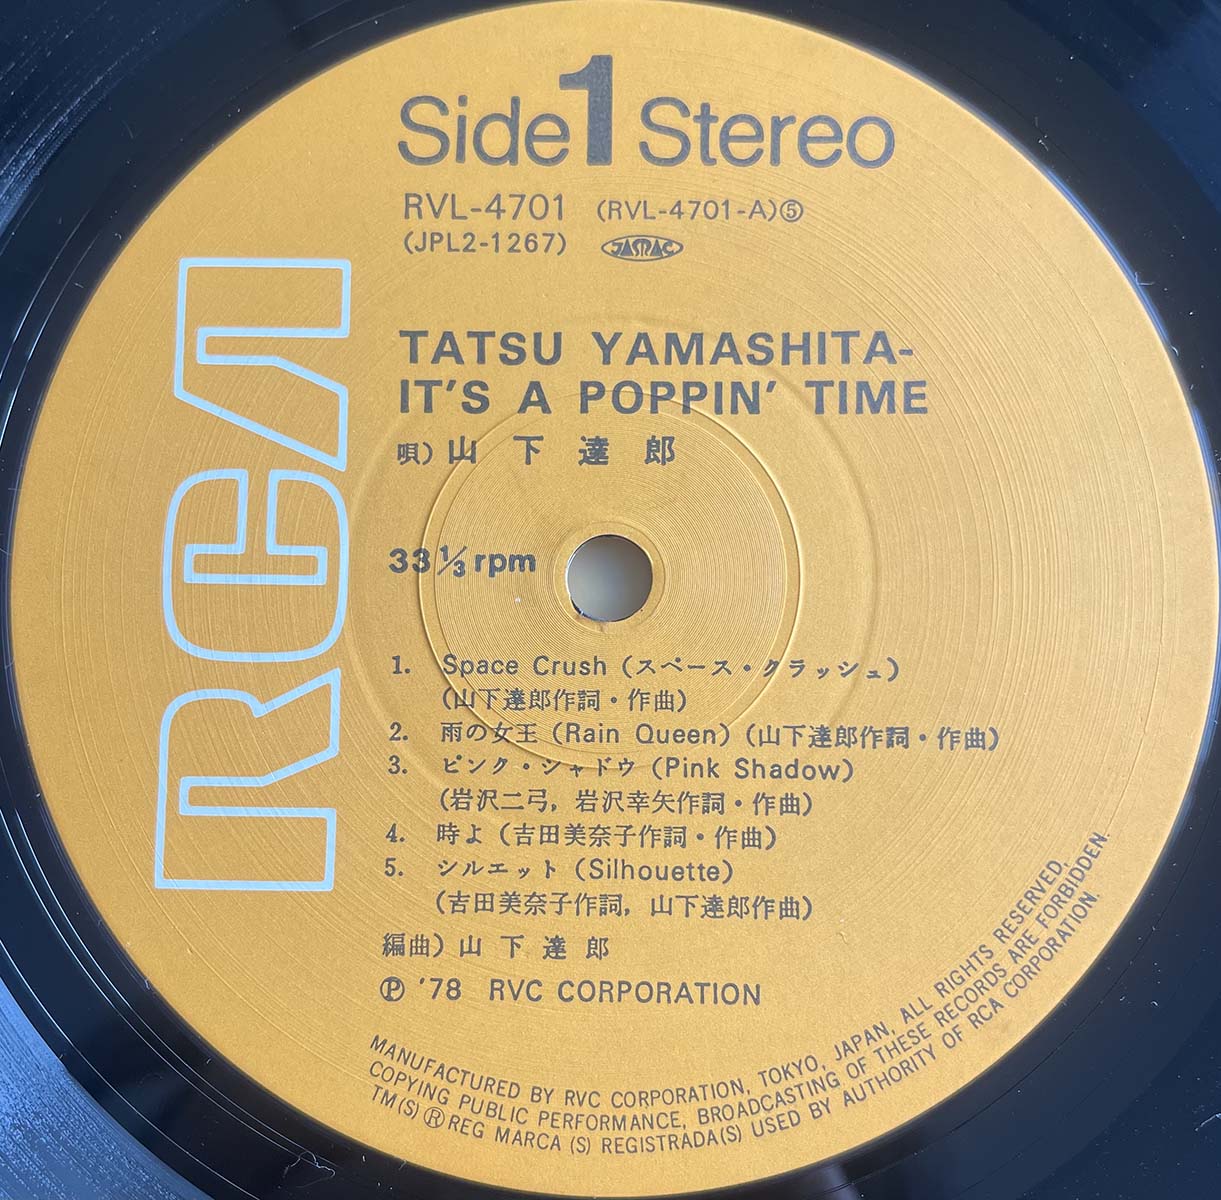 Side 1 Stereo
RVL-4701 (RVL-4701-A)⑤
(JPL2-1267) JASRAC
RCA
TATSU YAMASHITA-
IT'S A POPPIN' TIME
唄) 山下達郎
33 1/3 rpm
1. Space Crush (スペース・クラッシュ)
(山下達郎作詞・作曲)
2. 雨の女王 (Rain Queen) (山下達郎作詞・作曲)
3. ピンク・シャドウ (Pink Shadow)
(岩沢二弓, 岩沢幸矢作詞・作曲)
4. 時よ (吉田美奈子作詞・作曲)
5. シルエット (Silhouette)
(吉田美奈子作詞, 山下達郎作曲)
編曲) 山下達郎
Ⓟ '78 RVC CORPORATION
MANUFACTURED BY RVC CORPORATION, TOKYO, JAPAN, ALL RIGHTS RESERVED,
COPYING PUBLIC PERFORMANCE, BROADCASTING OF THESE RECORDS ARE FORBIDDEN.
TM(S) ® REG MARCA (S) REGISTRADA(S) USED BY AUTHORITY OF RCA CORPORATION.